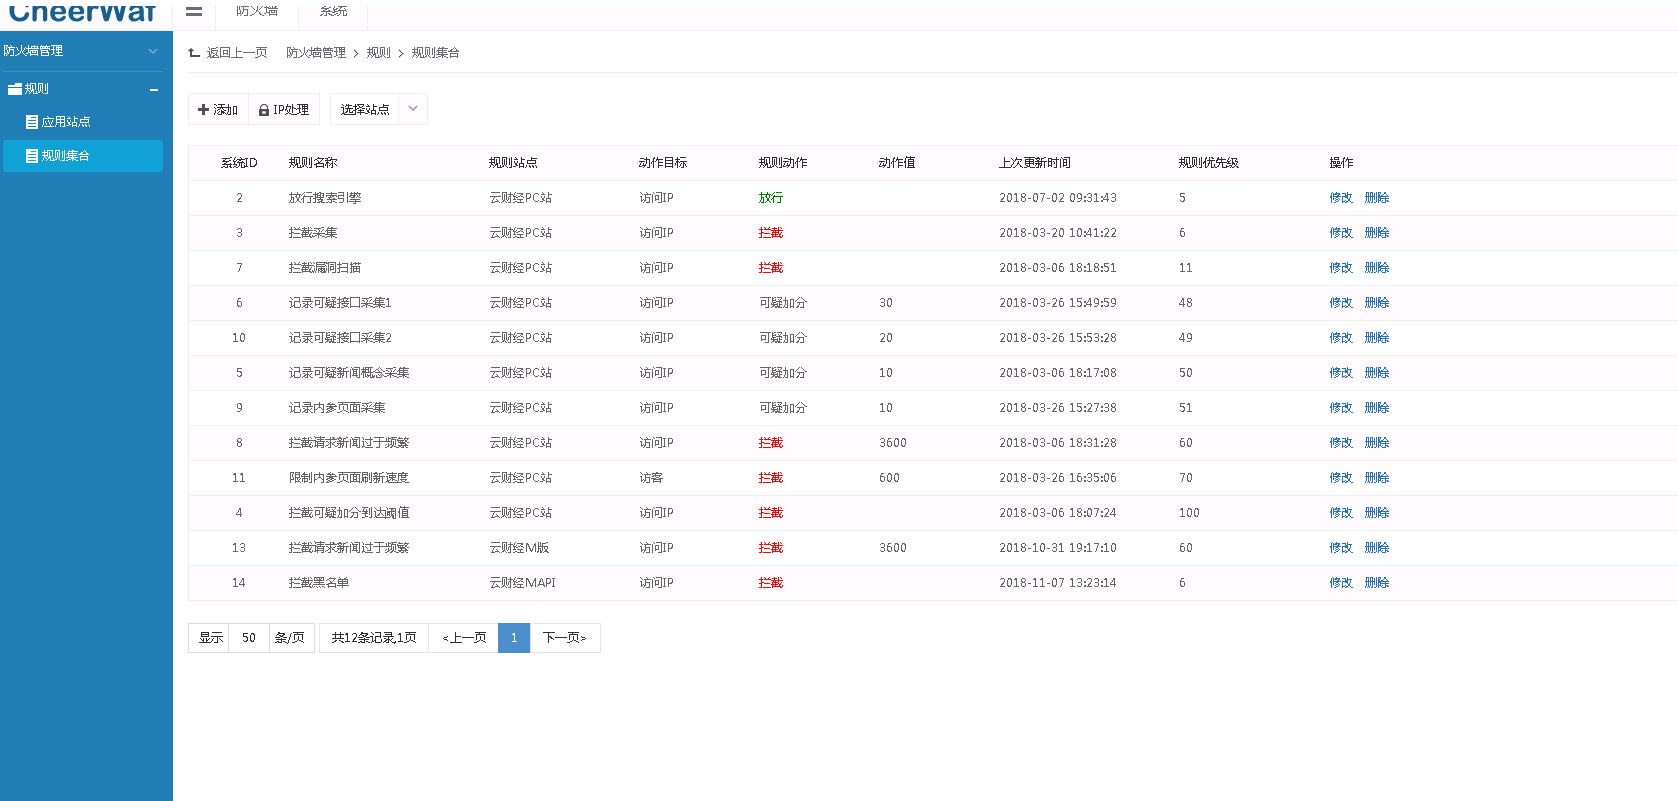 CheerWaf 防火墙 系统
防火墙管理
返回上一页 防火墙管理 > 规则 > 规则集合
规则
应用站点
规则集合
添加 IP处理 选择站点
系统ID 规则名称 规则站点 动作目标 规则动作 动作值 上次更新时间 规则优先级 操作
2 放行搜索引擎 云财经PC站 访问IP 放行 2018-07-02 09:31:43 5 修改 删除
3 拦截采集 云财经PC站 访问IP 拦截 2018-03-20 10:41:22 6 修改 删除
7 拦截漏洞扫描 云财经PC站 访问IP 拦截 2018-03-06 18:18:51 11 修改 删除
6 记录可疑接口采集1 云财经PC站 访问IP 可疑加分 30 2018-03-26 15:49:59 48 修改 删除
10 记录可疑接口采集2 云财经PC站 访问IP 可疑加分 20 2018-03-26 15:53:28 49 修改 删除
5 记录可疑新闻概念采集 云财经PC站 访问IP 可疑加分 10 2018-03-06 18:17:08 50 修改 删除
9 记录内参页面采集 云财经PC站 访问IP 可疑加分 10 2018-03-26 15:27:38 51 修改 删除
8 拦截请求新闻过于频繁 云财经PC站 访问IP 拦截 3600 2018-03-06 18:31:28 60 修改 删除
11 限制内参页面刷新速度 云财经PC站 访客 拦截 600 2018-03-26 16:35:06 70 修改 删除
4 拦截可疑加分到达阈值 云财经PC站 访问IP 拦截 2018-03-06 18:07:24 100 修改 删除
13 拦截请求新闻过于频繁 云财经M版 访问IP 拦截 3600 2018-10-31 19:17:10 60 修改 删除
14 拦截黑名单 云财经MAPI 访问IP 拦截 2018-11-07 13:23:14 6 修改 删除
显示 50 条/页 共12条记录,1页 <上一页 1 下一页>